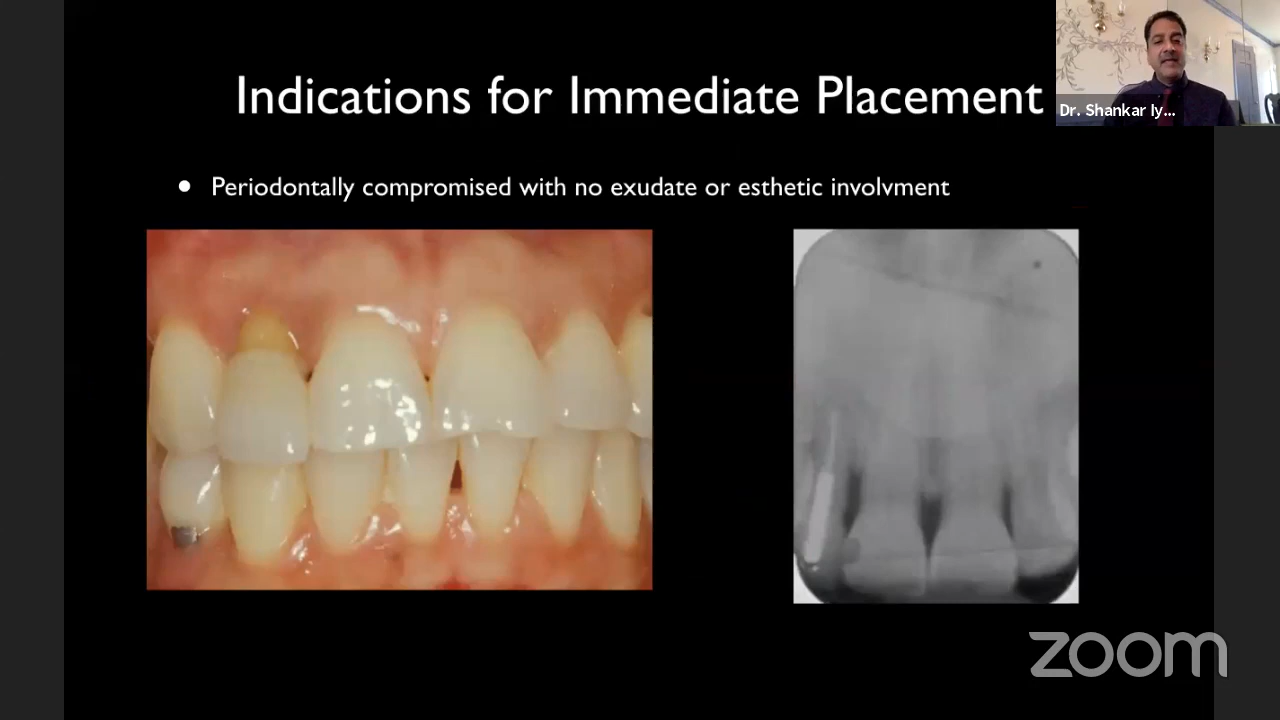 Indications for Immediate Placement
Dr. Shankar Iy...
• Periodontally compromised with no exudate or esthetic involvment
zoom